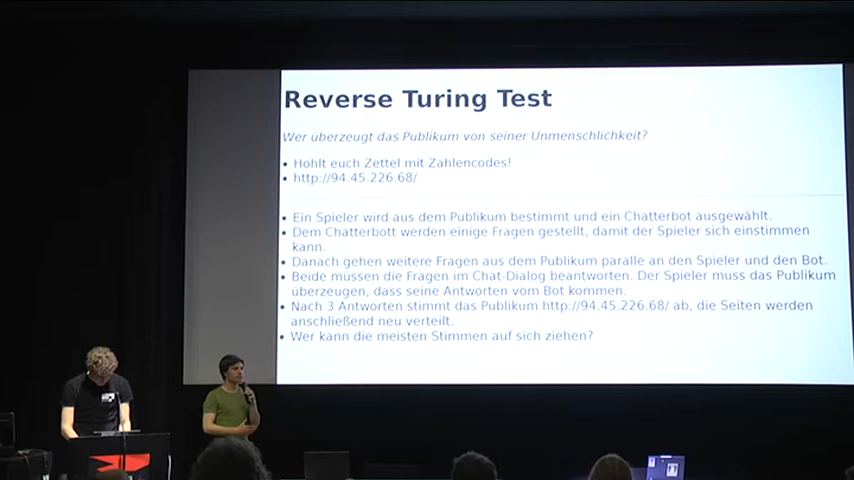 Reverse Turing Test
Wer überzeugt das Publikum von seiner Unmenschlichkeit?
• Hohlt euch Zettel mit Zahlencodes!
• http://94.45.226.68/
• Ein Spieler wird aus dem Publikum bestimmt und ein Chatterbot ausgewählt.
• Dem Chatterbott werden einige Fragen gestellt, damit der Spieler sich einstimmen
kann.
• Danach gehen weitere Fragen aus dem Publikum paralle an den Spieler und den Bot.
• Beide müssen die Fragen im Chat-Dialog beantworten. Der Spieler muss das Publikum
überzeugen, dass seine Antworten vom Bot kommen.
• Nach 3 Antworten stimmt das Publikum http://94.45.226.68/ ab, die Seiten werden
anschließend neu verteilt.
• Wer kann die meisten Stimmen auf sich ziehen?